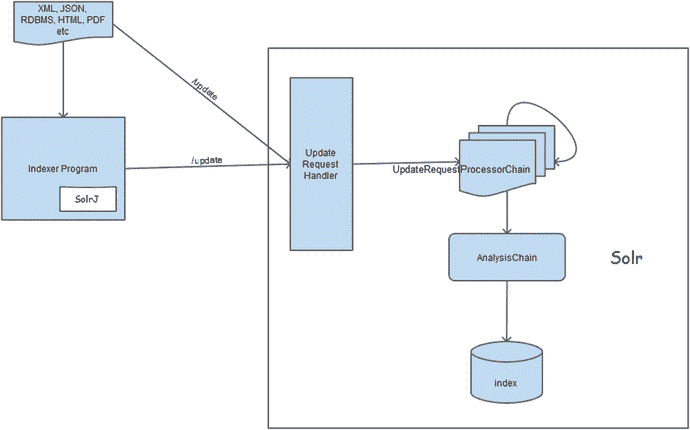 XML, JSON,
RDBMS, HTML, PDF
etc
/update
Indexer Program
SolrJ
/update
Update
Request
Handler
UpdateRequestProcessorChain
AnalysisChain
Solr
index